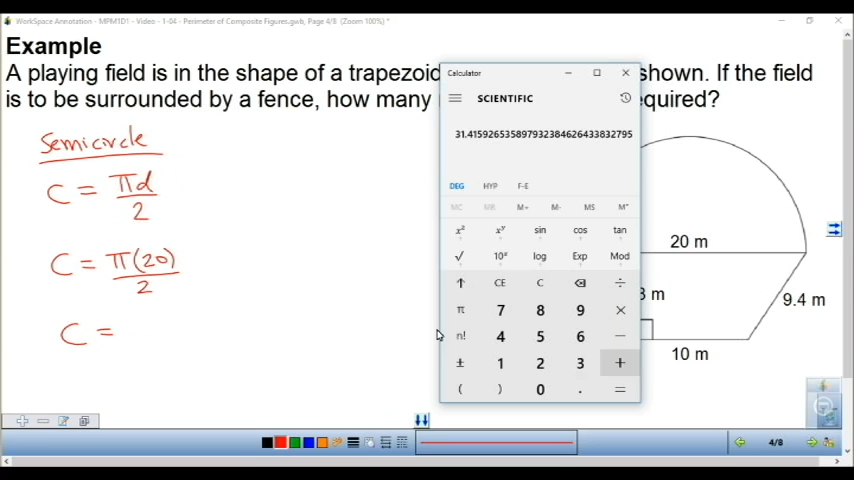 WorkSpace Annotation - MPM1D1 - Video - 1-04 - Perimeter of Composite Figures.gwb, Page 4/8 (Zoom 100%) *
Example
A playing field is in the shape of a trapezoid
shown. If the field
is to be surrounded by a fence, how many
equired?
Semicircle
C = πd
2
C = π(20)
2
C =
Calculator
SCIENTIFIC
31.415926535897932384626433832795
DEG HYP F-E
MC MR M+ M- MS M˅
x² xʸ sin cos tan
√ 10ˣ log Exp Mod
↑ CE C ⌫ ÷
π 7 8 9 ×
n! 4 5 6 −
± 1 2 3 +
( ) 0 . =
20 m
m
9.4 m
10 m
4/8